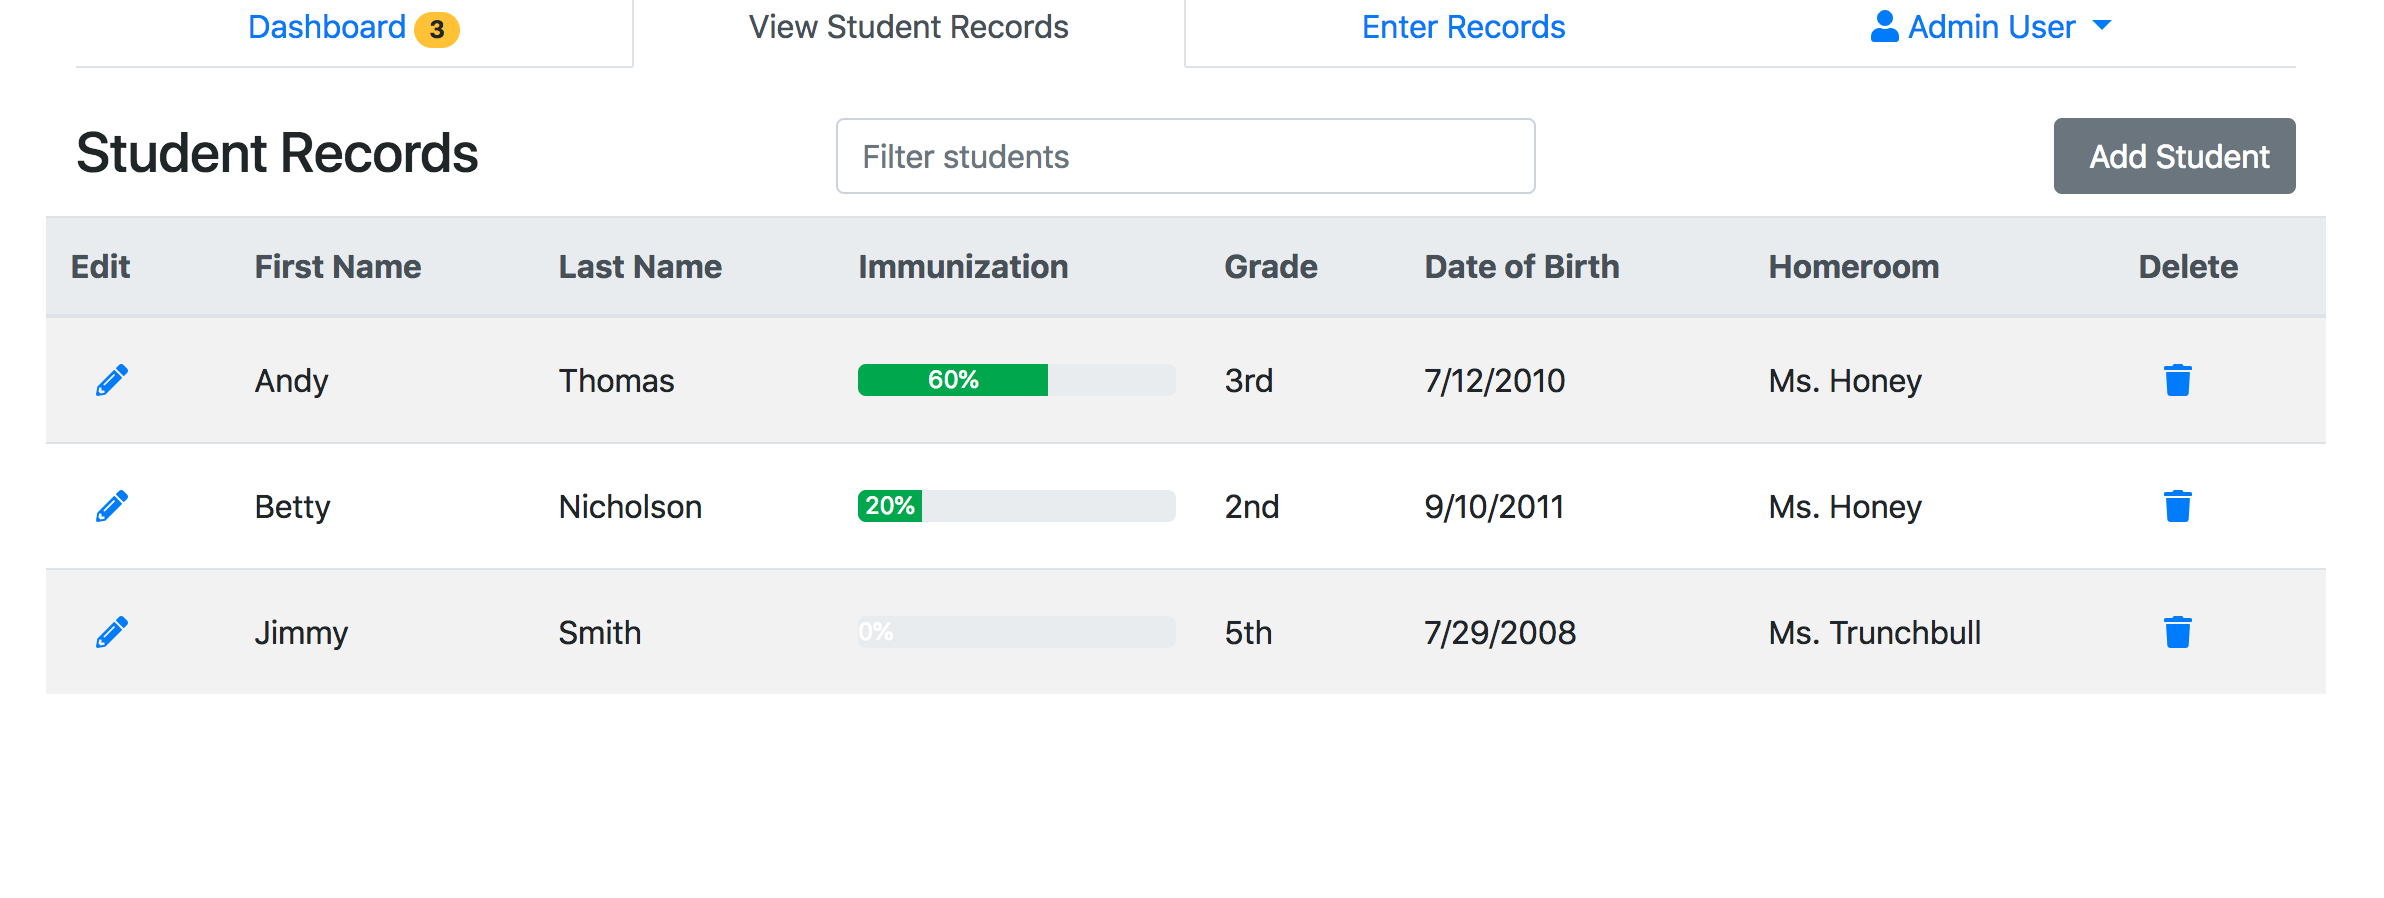 Dashboard 3 View Student Records Enter Records Admin User
Student Records Filter students Add Student
Edit First Name Last Name Immunization Grade Date of Birth Homeroom Delete
Andy Thomas 60% 3rd 7/12/2010 Ms. Honey
Betty Nicholson 20% 2nd 9/10/2011 Ms. Honey
Jimmy Smith 0% 5th 7/29/2008 Ms. Trunchbull